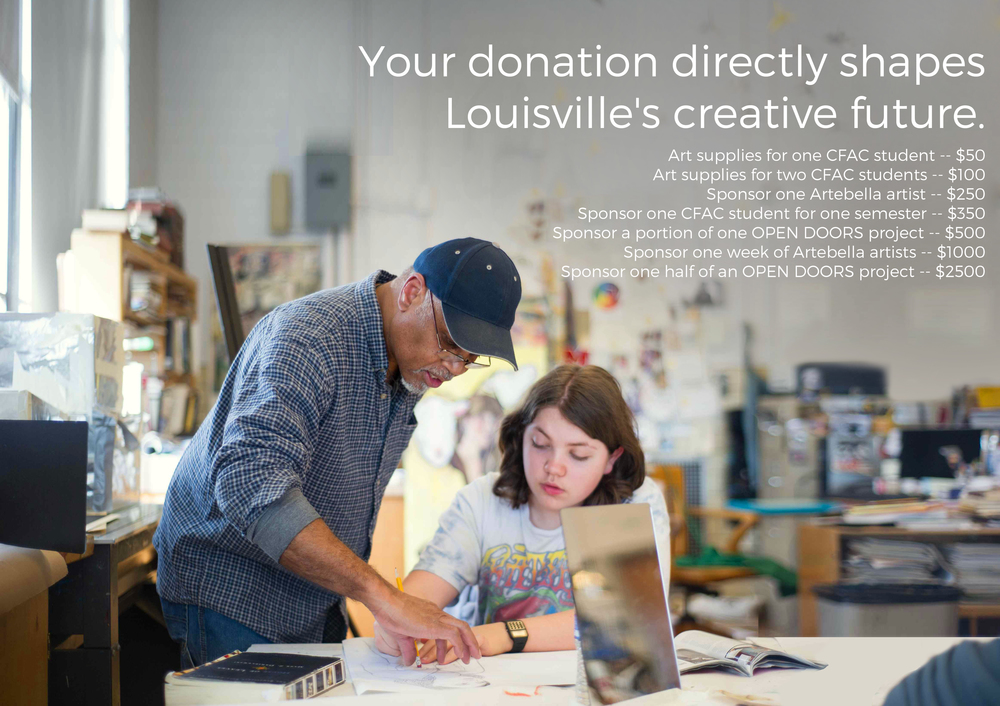 Your donation directly shapes
Louisville's creative future.
Art supplies for one CFAC student -- $50
Art supplies for two CFAC students -- $100
Sponsor one Artebella artist -- $250
Sponsor one CFAC student for one semester -- $350
Sponsor a portion of one OPEN DOORS project -- $500
Sponsor one week of Artebella artists -- $1000
Sponsor one half of an OPEN DOORS project -- $2500